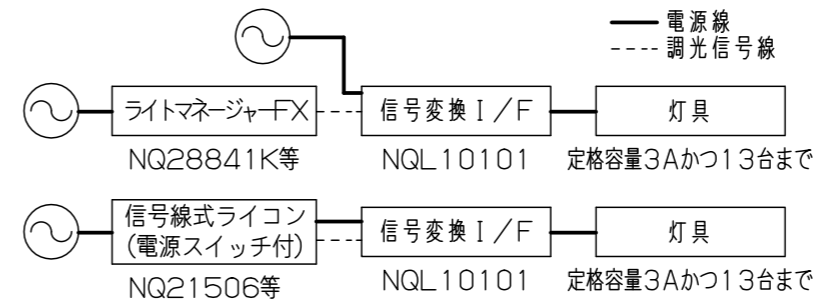 電源線
調光信号線
ライトマネージャーFX
信号変換I/F
灯具
NQ28841K等
NQL10101
定格容量3Aかつ13台まで
信号線式ライコン
(電源スイッチ付)
信号変換I/F
灯具
NQ21506等
NQL10101
定格容量3Aかつ13台まで